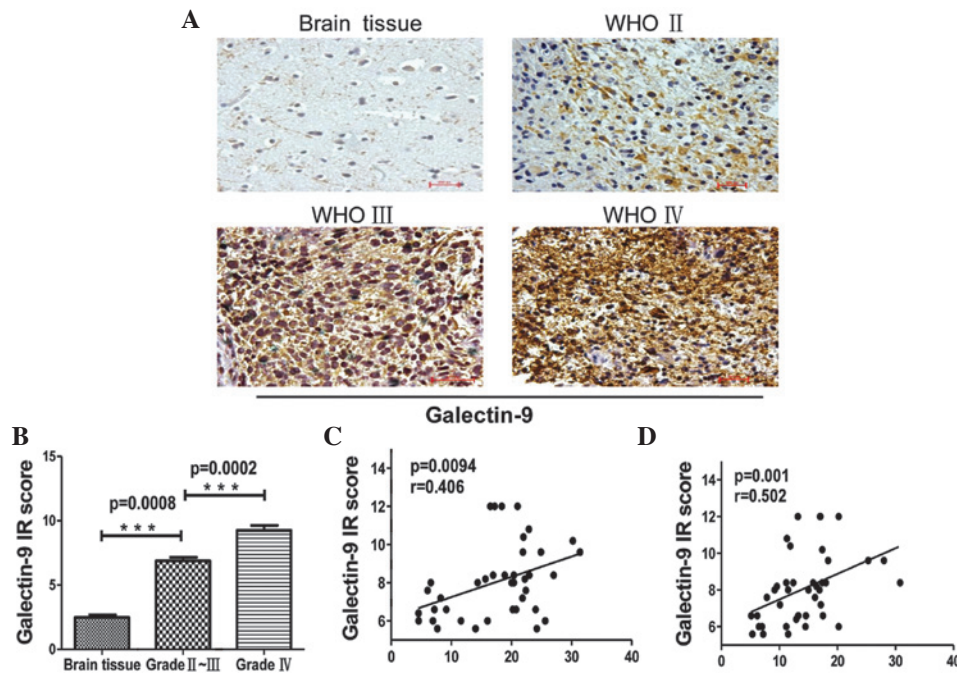 A
Brain tissue
WHO Ⅱ
WHO Ⅲ
WHO Ⅳ
Galectin-9
B
Galectin-9 IR score
15
10
5
0
p=0.0008
***
p=0.0002
***
Brain tissue
Grade Ⅱ~Ⅲ
Grade Ⅳ
C
Galectin-9 IR score
14
12
10
8
6
p=0.0094
r=0.406
0
10
20
30
40
D
Galectin-9 IR score
14
12
10
8
6
p=0.001
r=0.502
0
10
20
30
40